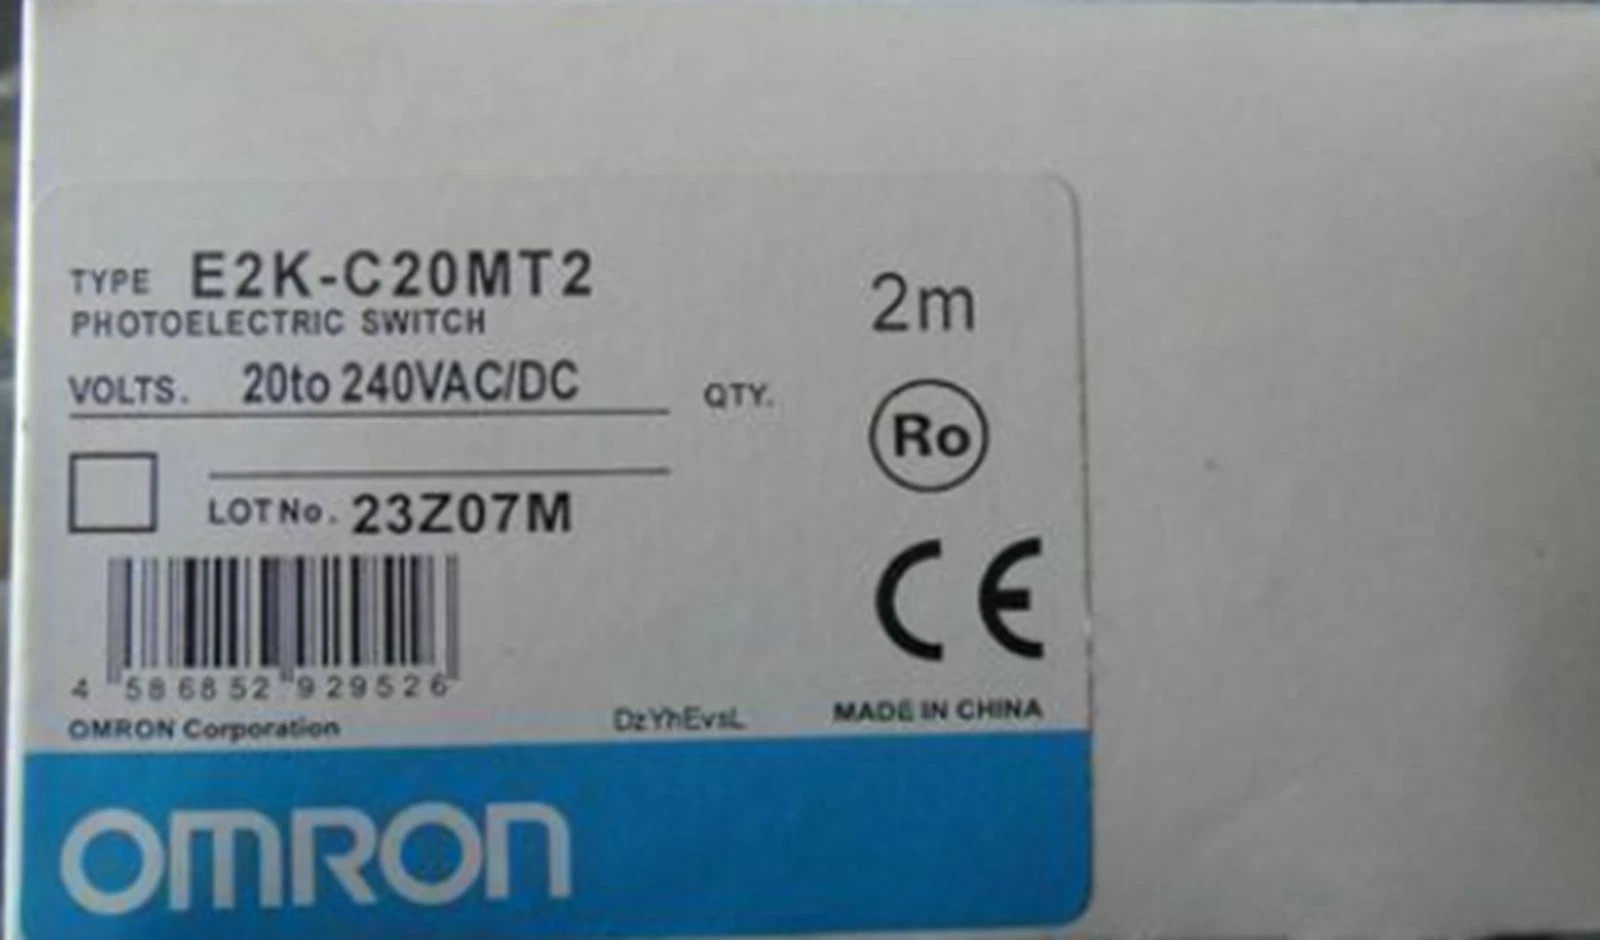 TYPE E2K-C20MT2
PHOTOELECTRIC SWITCH
2m
VOLTS. 20to 240VAC/DC
QTY.
Ro
LOT No. 23Z07M
CE
4 586852 929526
OMRON Corporation
DzYhEvsL
MADE IN CHINA
OMRON